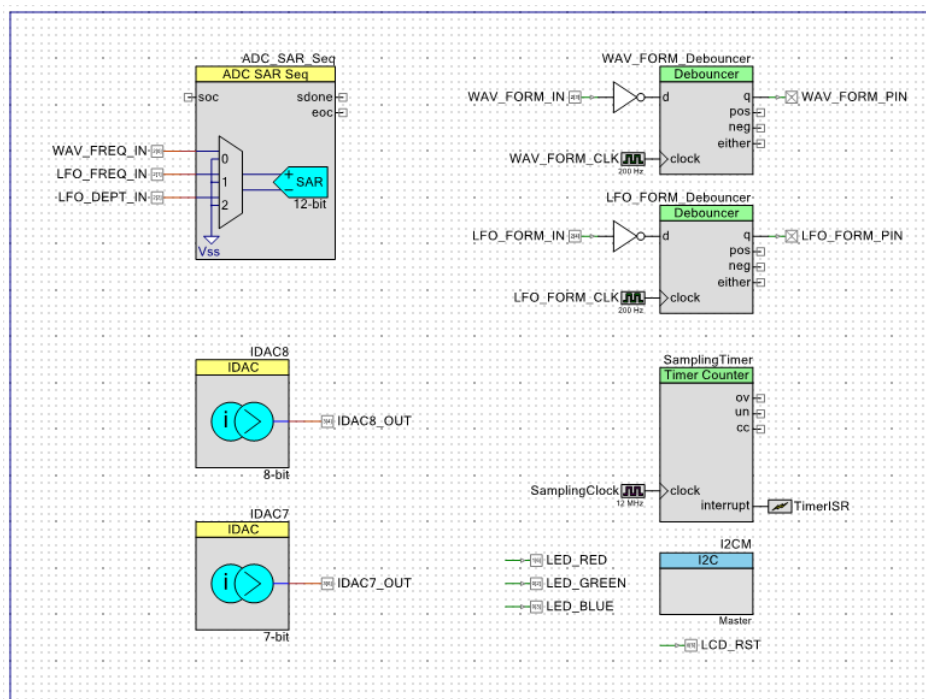 ADC_SAR_Seq
ADC SAR Seq
soc
sdone
eoc
WAV_FREQ_IN
LFO_FREQ_IN
LFO_DEPT_IN
0
1
2
+
SAR
−
12-bit
Vss
WAV_FORM_Debouncer
Debouncer
WAV_FORM_IN
d
q
WAV_FORM_PIN
pos
neg
either
WAV_FORM_CLK
clock
200 Hz
LFO_FORM_Debouncer
Debouncer
LFO_FORM_IN
d
q
LFO_FORM_PIN
pos
neg
either
LFO_FORM_CLK
clock
200 Hz
IDAC8
IDAC
i
IDAC8_OUT
8-bit
IDAC7
IDAC
i
IDAC7_OUT
7-bit
SamplingTimer
Timer Counter
ov
un
cc
SamplingClock
clock
12 MHz
interrupt
TimerISR
LED_RED
LED_GREEN
LED_BLUE
I2CM
I2C
Master
LCD_RST